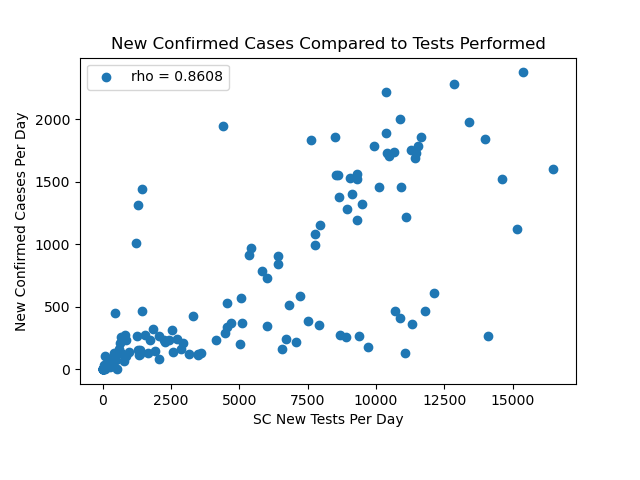 New Confirmed Cases Compared to Tests Performed
rho = 0.8608
New Confirmed Caeses Per Day
2000
1500
1000
500
0
0 2500 5000 7500 10000 12500 15000
SC New Tests Per Day